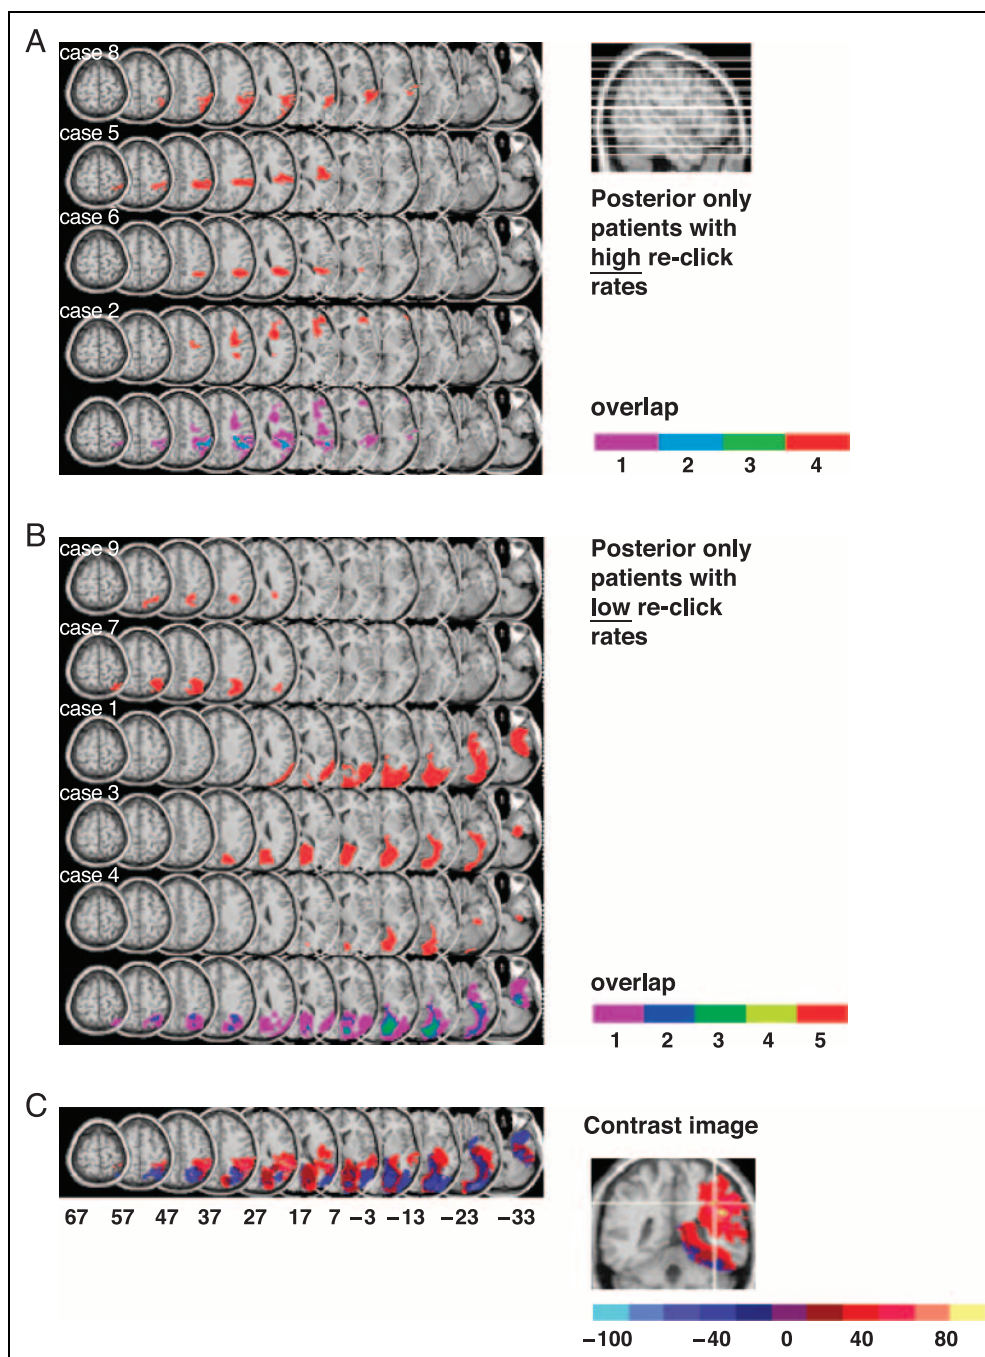 A
case 8
case 5
case 6
case 2
Posterior only
patients with
high re-click
rates
overlap
1 2 3 4
B
case 9
case 7
case 1
case 3
case 4
Posterior only
patients with
low re-click
rates
overlap
1 2 3 4 5
C
67 57 47 37 27 17 7 −3 −13 −23 −33
Contrast image
−100 −40 0 40 80